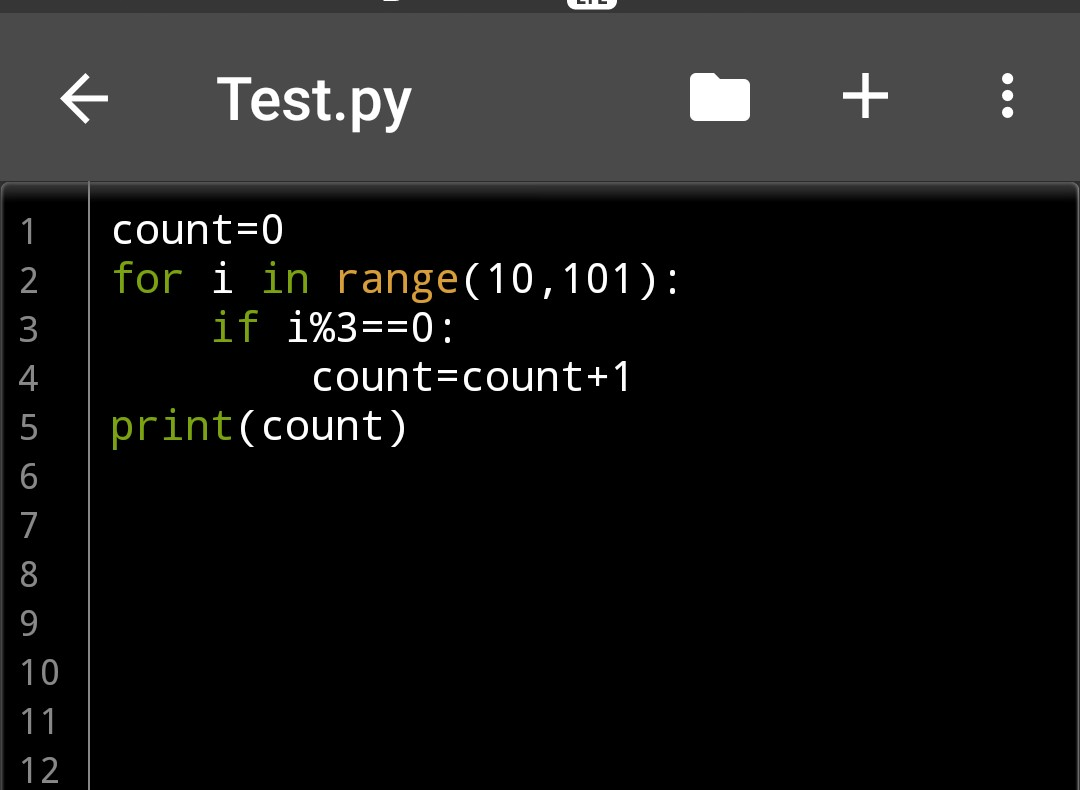 Test.py
1 count=0
2 for i in range(10,101):
3     if i%3==0:
4         count=count+1
5 print(count)
6
7
8
9
10
11
12